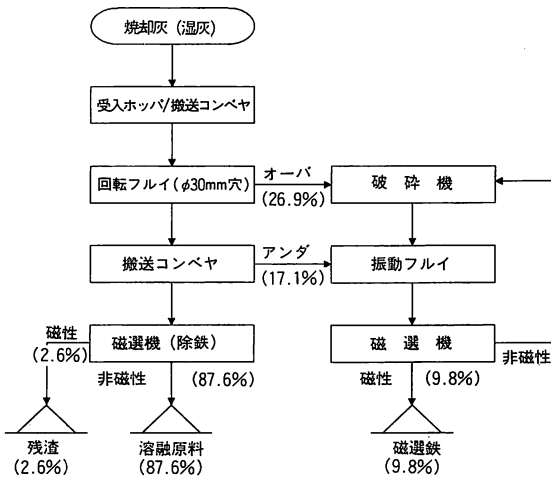 焼却灰(湿灰)
受入ホッパ/搬送コンベヤ
回転フルイ(φ30mm穴)
オーバ
(26.9%)
破砕機
搬送コンベヤ
アンダ
(17.1%)
振動フルイ
磁性
(2.6%)
磁選機(除鉄)
非磁性
(87.6%)
磁選機
磁性
(9.8%)
非磁性
残渣
(2.6%)
溶融原料
(87.6%)
磁選鉄
(9.8%)